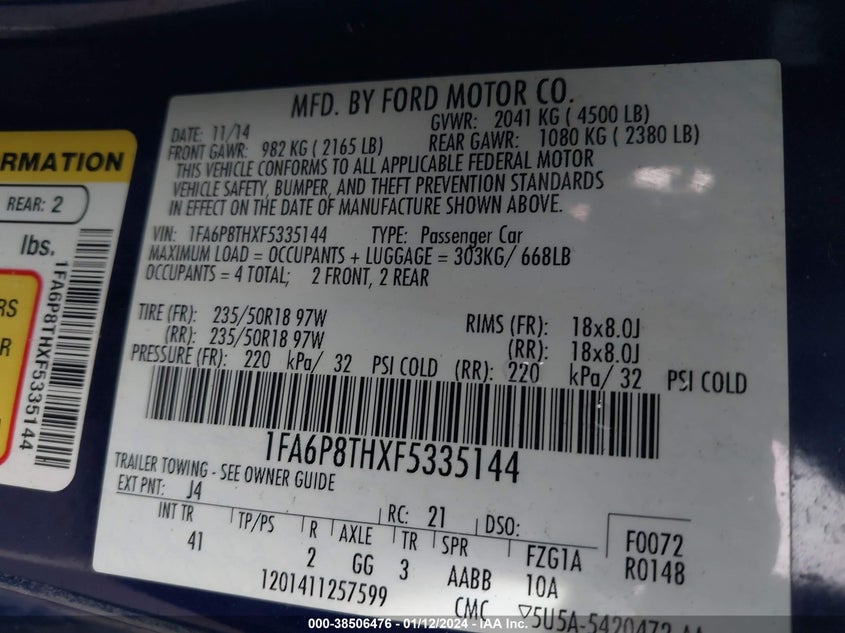 MFD. BY FORD MOTOR CO.
DATE: 11/14 GVWR: 2041 KG ( 4500 LB)
FRONT GAWR: 982 KG ( 2165 LB) REAR GAWR: 1080 KG ( 2380 LB)
THIS VEHICLE CONFORMS TO ALL APPLICABLE FEDERAL MOTOR
VEHICLE SAFETY, BUMPER, AND THEFT PREVENTION STANDARDS
IN EFFECT ON THE DATE OF MANUFACTURE SHOWN ABOVE.
VIN: 1FA6P8THXF5335144 TYPE: Passenger Car
MAXIMUM LOAD = OCCUPANTS + LUGGAGE = 303KG/ 668LB
OCCUPANTS = 4 TOTAL; 2 FRONT, 2 REAR
TIRE (FR): 235/50R18 97W RIMS (FR): 18x8.0J
(RR): 235/50R18 97W (RR): 18x8.0J
PRESSURE (FR): 220 kPa/ 32 PSI COLD (RR): 220 kPa/ 32 PSI COLD
1FA6P8THXF5335144
TRAILER TOWING - SEE OWNER GUIDE
EXT PNT: J4 RC: 21 DSO:
INT TR TP/PS R AXLE TR SPR FZG1A F0072
41 2 GG 3 AABB 10A R0148
1201411257599 CMC ▽5U5A-5420472
RMATION
REAR: 2
lbs.
RS
R
1FA6P8THXF5335144
000-38506476 - 01/12/2024 - IAA Inc.